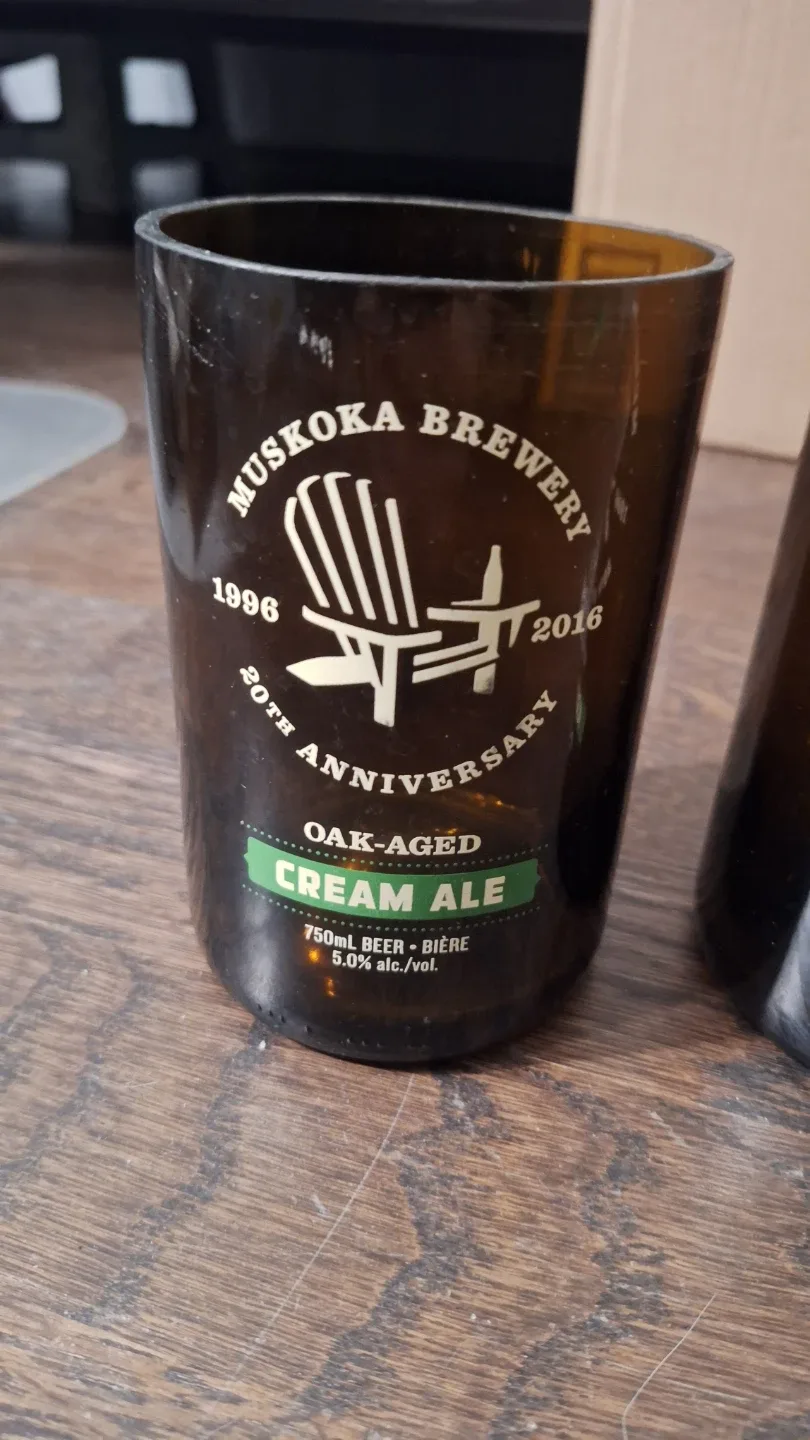 MUSKOKA BREWERY
1996
2016
20TH ANNIVERSARY
OAK-AGED
CREAM ALE
750mL BEER • BIÈRE
5.0% alc./vol.